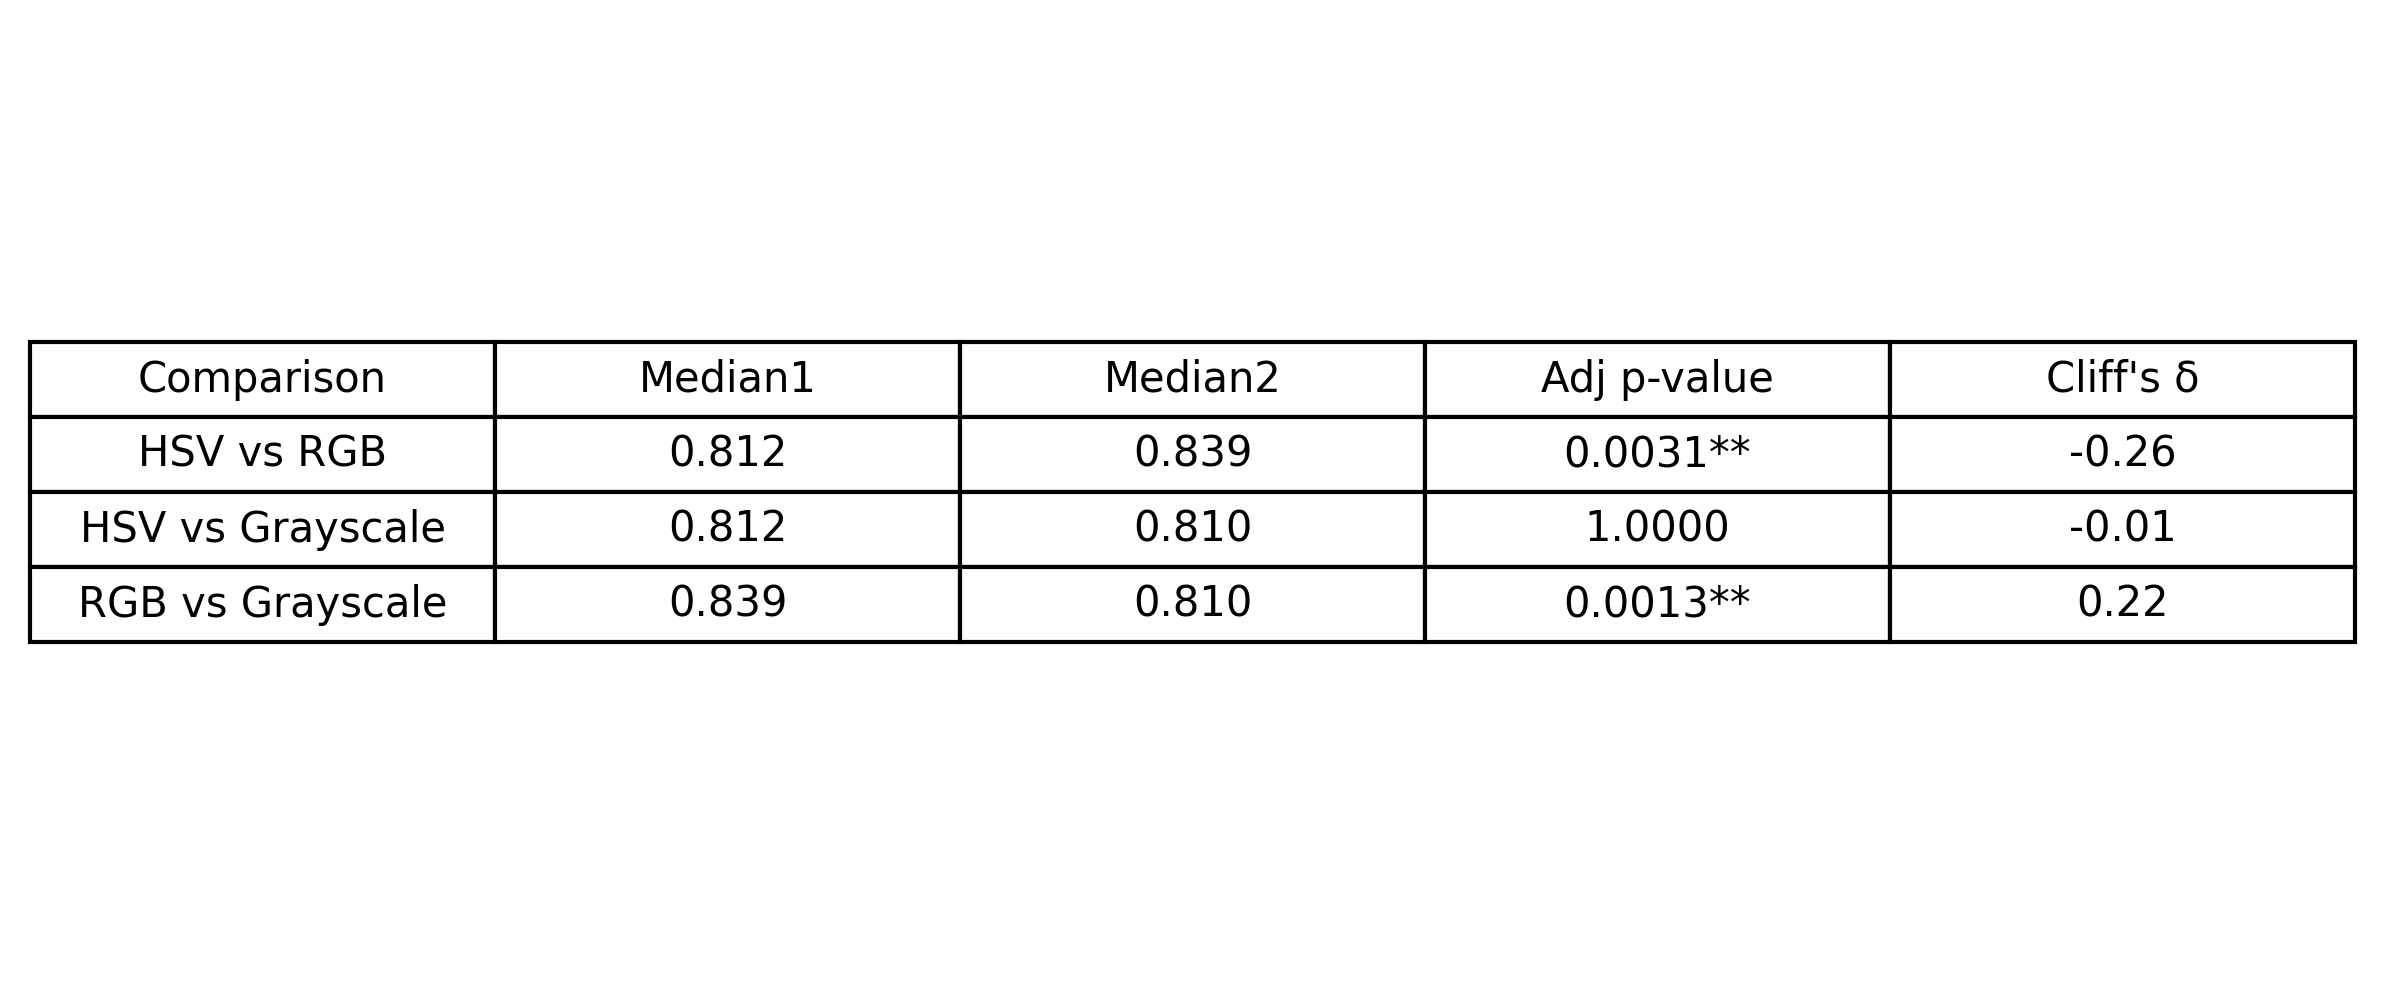 Comparison Median1 Median2 Adj p-value Cliff's δ
HSV vs RGB 0.812 0.839 0.0031** -0.26
HSV vs Grayscale 0.812 0.810 1.0000 -0.01
RGB vs Grayscale 0.839 0.810 0.0013** 0.22